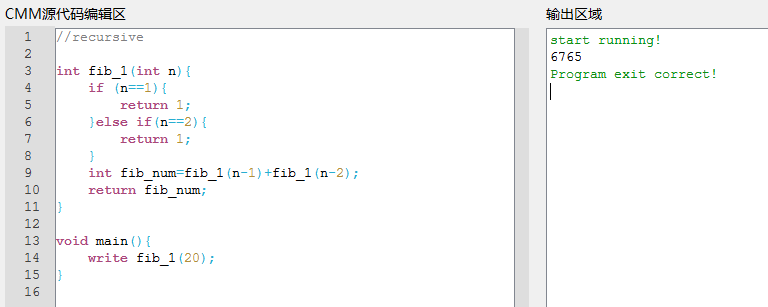 CMM源代码编辑区
1 //recursive
2
3 int fib_1(int n){
4     if (n==1){
5         return 1;
6     }else if(n==2){
7         return 1;
8     }
9     int fib_num=fib_1(n-1)+fib_1(n-2);
10     return fib_num;
11 }
12
13 void main(){
14     write fib_1(20);
15 }
16
输出区域
start running!
6765
Program exit correct!